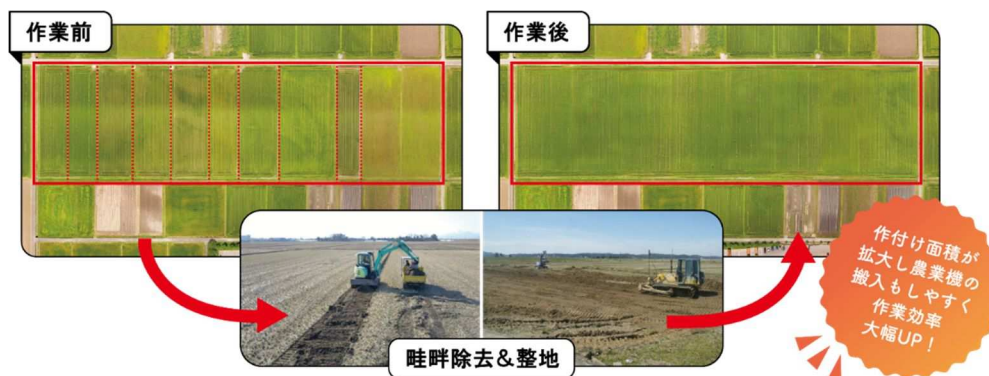 作業前
作業後
畦畔除去&整地
作付け面積が
拡大し農業機の
搬入もしやすく
作業効率
大幅UP！